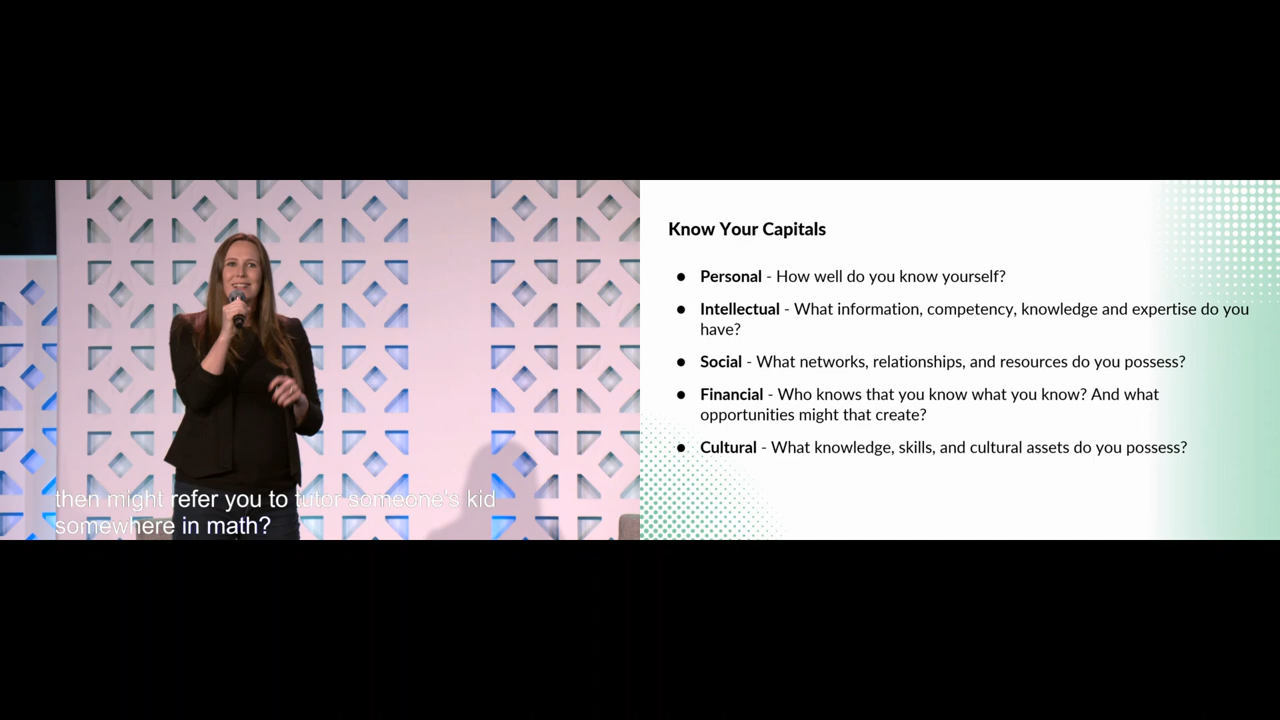 then might refer you to tutor someone's kid
somewhere in math?
Know Your Capitals
● Personal - How well do you know yourself?
● Intellectual - What information, competency, knowledge and expertise do you
have?
● Social - What networks, relationships, and resources do you possess?
● Financial - Who knows that you know what you know? And what
opportunities might that create?
● Cultural - What knowledge, skills, and cultural assets do you possess?